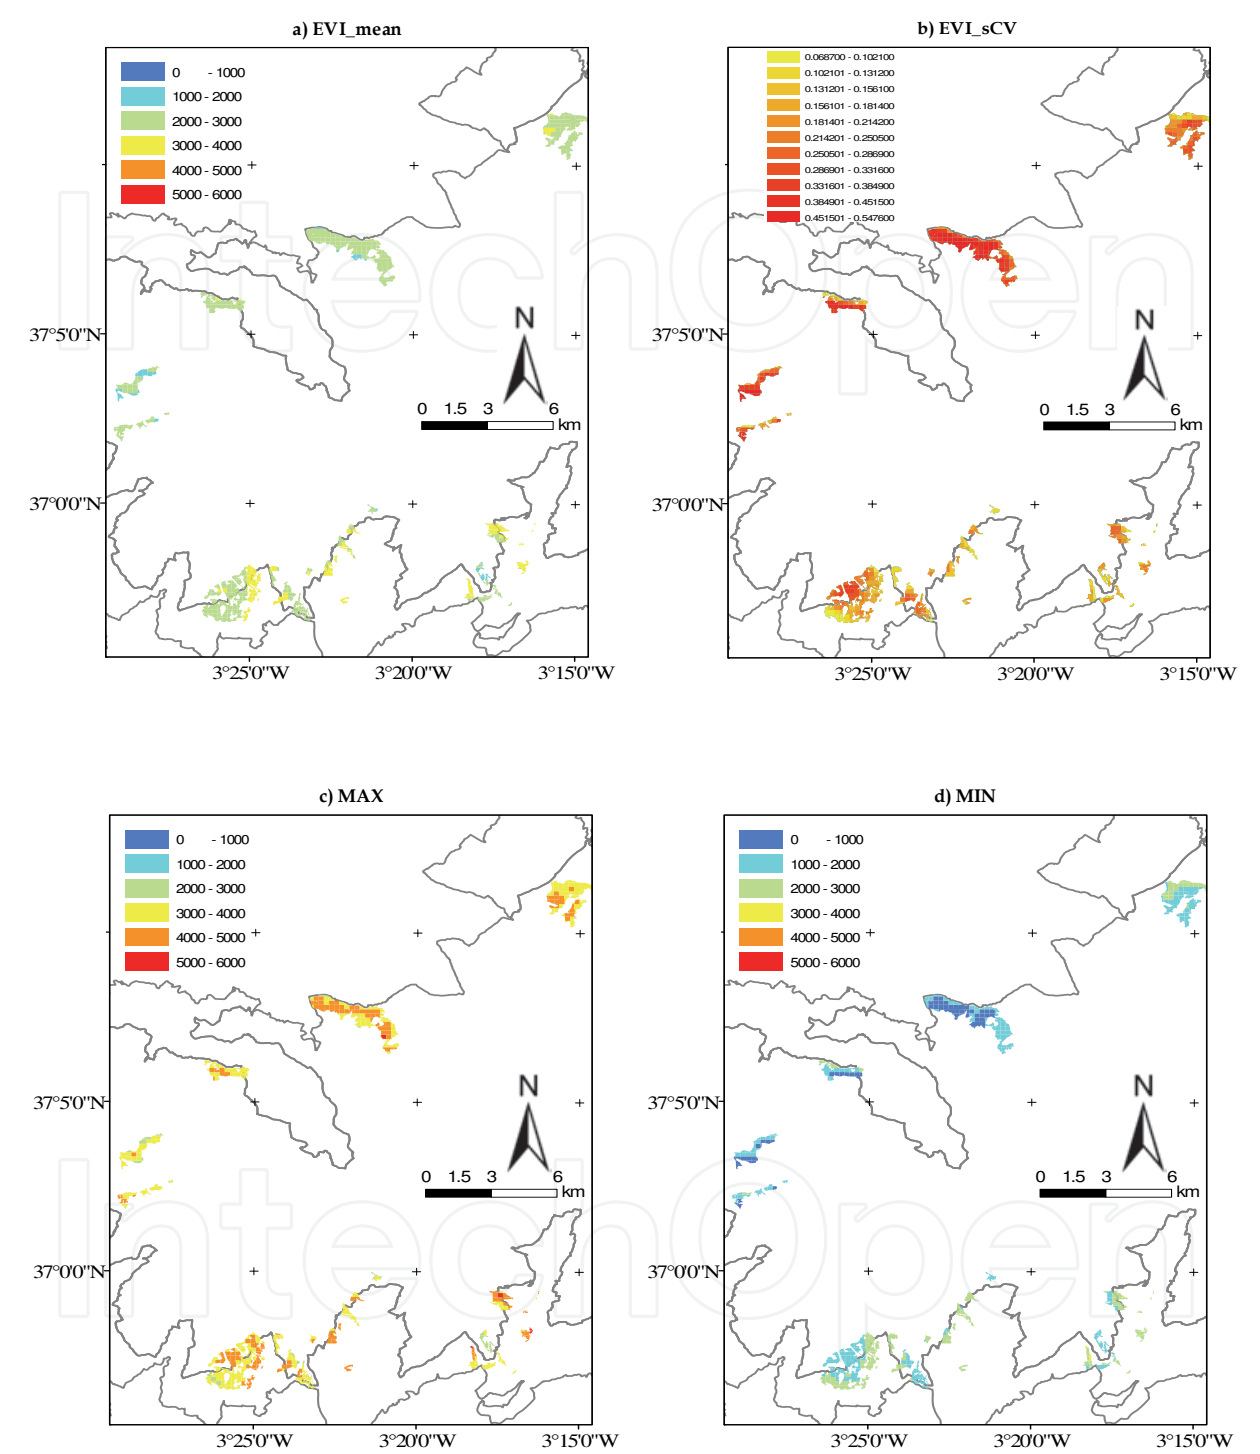 a) EVI_mean
0 - 1000
1000 - 2000
2000 - 3000
3000 - 4000
4000 - 5000
5000 - 6000
N
0 1.5 3 6
km
37°5'0"N
37°0'0"N
3°25'0"W 3°20'0"W 3°15'0"W
b) EVI_sCV
0.068700 - 0.102100
0.102101 - 0.131200
0.131201 - 0.156100
0.156101 - 0.181400
0.181401 - 0.214200
0.214201 - 0.250500
0.250501 - 0.286900
0.286901 - 0.331600
0.331601 - 0.384900
0.384901 - 0.451500
0.451501 - 0.547600
N
0 1.5 3 6
km
37°5'0"N
37°0'0"N
3°25'0"W 3°20'0"W 3°15'0"W
IntechOpen
c) MAX
0 - 1000
1000 - 2000
2000 - 3000
3000 - 4000
4000 - 5000
5000 - 6000
N
0 1.5 3 6
km
37°5'0"N
37°0'0"N
3°25'0"W 3°20'0"W 3°15'0"W
d) MIN
0 - 1000
1000 - 2000
2000 - 3000
3000 - 4000
4000 - 5000
5000 - 6000
N
0 1.5 3 6
km
37°5'0"N
37°0'0"N
3°25'0"W 3°20'0"W 3°15'0"W
IntechOpen